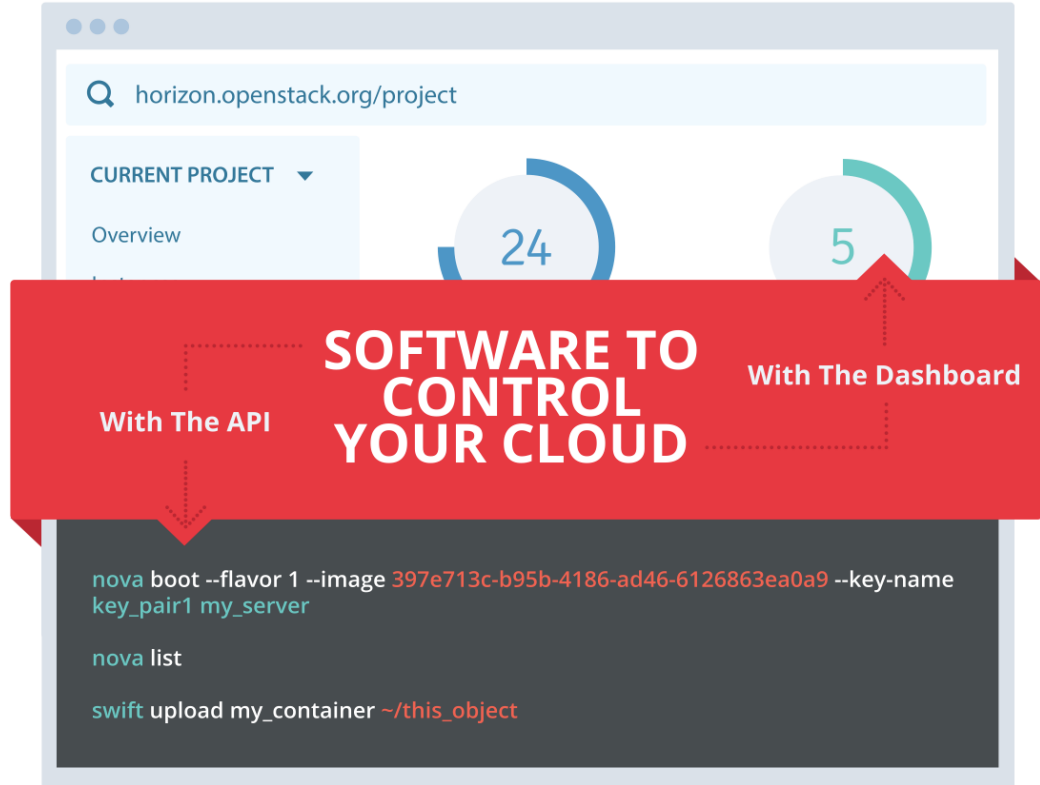 horizon.openstack.org/project
CURRENT PROJECT
Overview
24
5
SOFTWARE TO
CONTROL
YOUR CLOUD
With The API
With The Dashboard
nova boot --flavor 1 --image 397e713c-b95b-4186-ad46-6126863ea0a9 --key-name
key_pair1 my_server
nova list
swift upload my_container ~/this_object